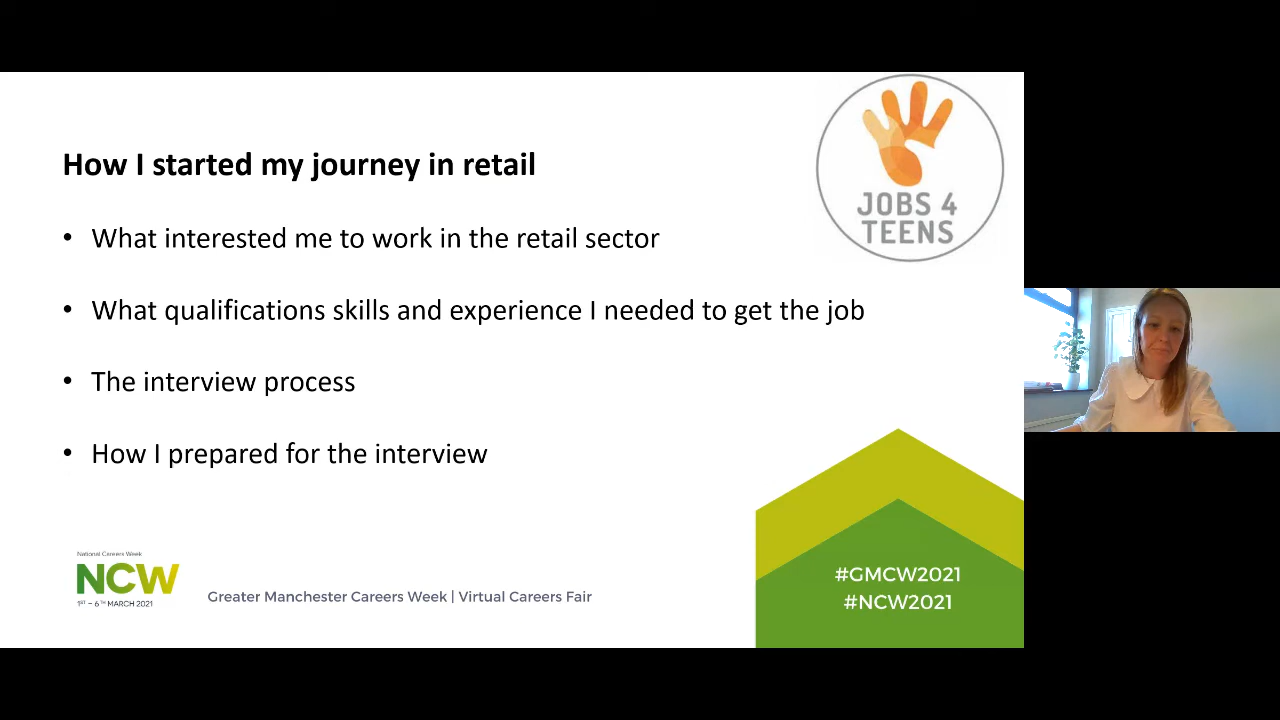 How I started my journey in retail
• What interested me to work in the retail sector
• What qualifications skills and experience I needed to get the job
• The interview process
• How I prepared for the interview
JOBS 4
TEENS
National Careers Week
NCW
1ST – 6TH MARCH 2021
Greater Manchester Careers Week | Virtual Careers Fair
#GMCW2021
#NCW2021